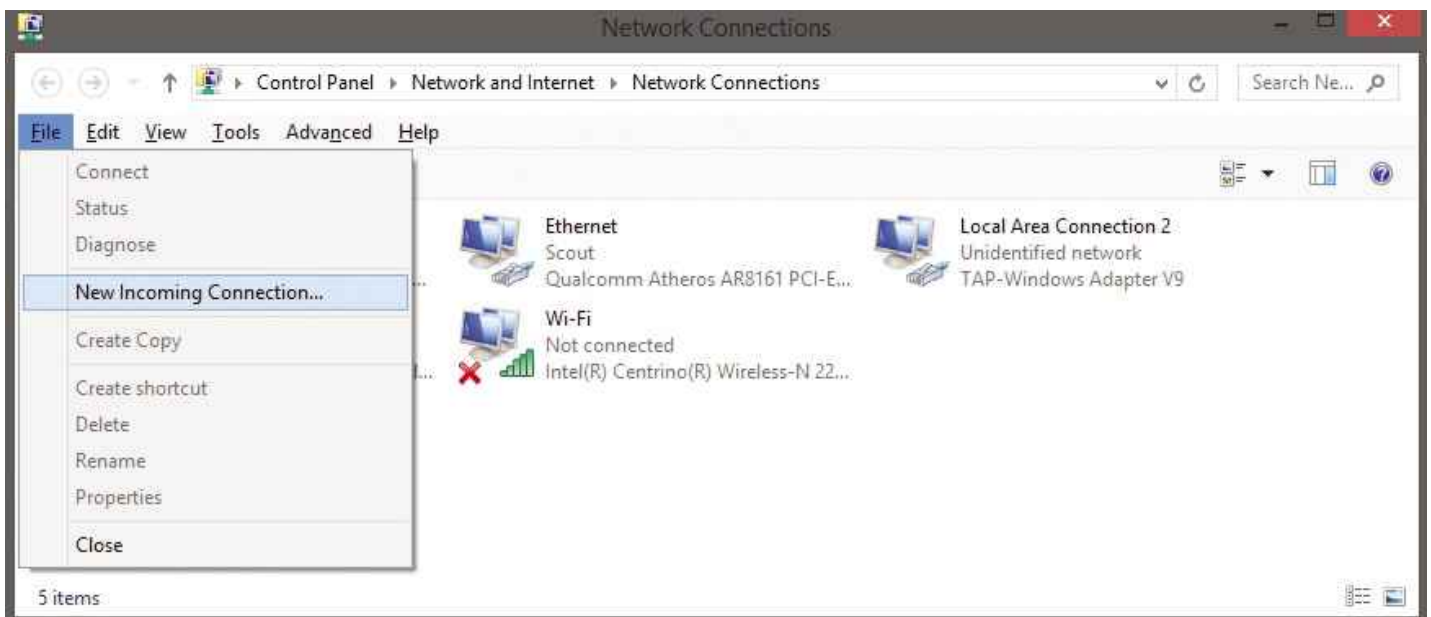 Network Connections
Control Panel Network and Internet Network Connections Search Ne...
File Edit View Tools Advanced Help
Connect
Status
Diagnose
New Incoming Connection...
Create Copy
Create shortcut
Delete
Rename
Properties
Close
...
Ethernet
Scout
Qualcomm Atheros AR8161 PCI-E...
Local Area Connection 2
Unidentified network
TAP-Windows Adapter V9
Wi-Fi
Not connected
Intel(R) Centrino(R) Wireless-N 22...
5 items